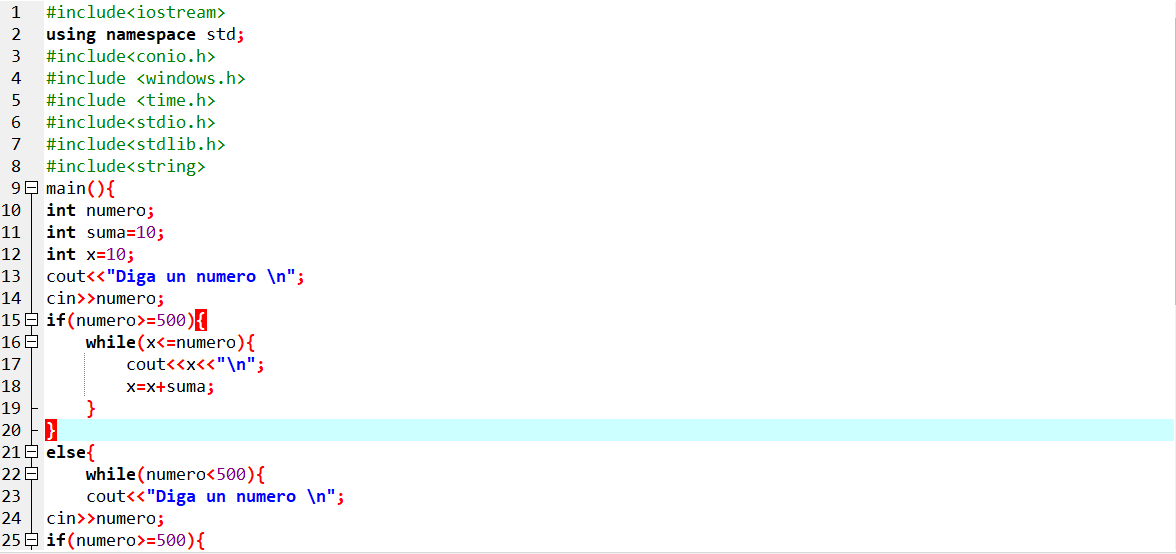 1 #include<iostream>
2 using namespace std;
3 #include<conio.h>
4 #include <windows.h>
5 #include <time.h>
6 #include<stdio.h>
7 #include<stdlib.h>
8 #include<string>
9 main(){
10 int numero;
11 int suma=10;
12 int x=10;
13 cout<<"Diga un numero \n";
14 cin>>numero;
15 if(numero>=500){
16     while(x<=numero){
17         cout<<x<<"\n";
18         x=x+suma;
19     }
20 }
21 else{
22     while(numero<500){
23     cout<<"Diga un numero \n";
24 cin>>numero;
25 if(numero>=500){